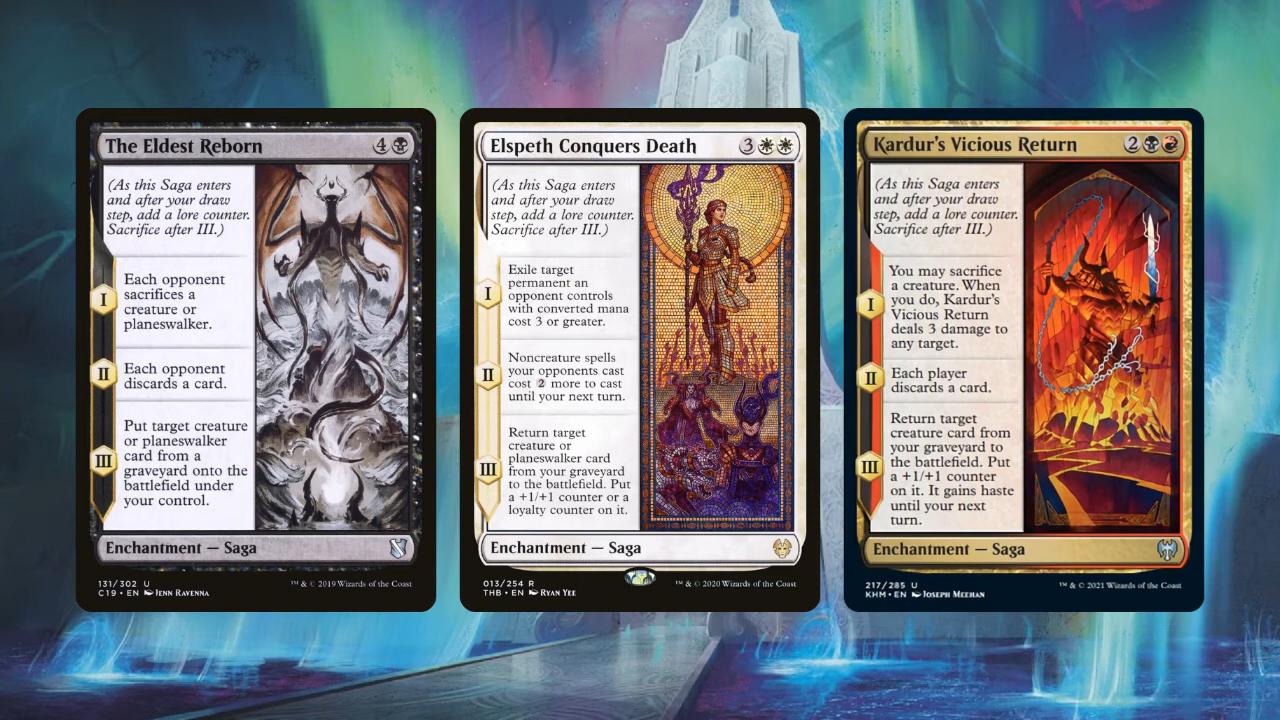 The Eldest Reborn 4
(As this Saga enters
and after your draw
step, add a lore counter.
Sacrifice after III.)
I
Each opponent
sacrifices a
creature or
planeswalker.
II
Each opponent
discards a card.
III
Put target creature
or planeswalker
card from a
graveyard onto the
battlefield under
your control.
Enchantment — Saga
131/302 U
C19 • EN Jenn Ravenna
™ & © 2019 Wizards of the Coast
Elspeth Conquers Death 3
(As this Saga enters
and after your draw
step, add a lore counter.
Sacrifice after III.)
I
Exile target
permanent an
opponent controls
with converted mana
cost 3 or greater.
II
Noncreature spells
your opponents cast
cost 2 more to cast
until your next turn.
III
Return target
creature or
planeswalker card
from your graveyard
to the battlefield. Put
a +1/+1 counter or a
loyalty counter on it.
Enchantment — Saga
013/254 R
THB • EN Ryan Yee
™ & © 2020 Wizards of the Coast
Kardur's Vicious Return 2
(As this Saga enters
and after your draw
step, add a lore counter.
Sacrifice after III.)
I
You may sacrifice
a creature. When
you do, Kardur's
Vicious Return
deals 3 damage to
any target.
II
Each player
discards a card.
III
Return target
creature card from
your graveyard to
the battlefield. Put
a +1/+1 counter
on it. It gains haste
until your next
turn.
Enchantment — Saga
217/285 U
KHM • EN Joseph Meehan
™ & © 2021 Wizards of the Coast